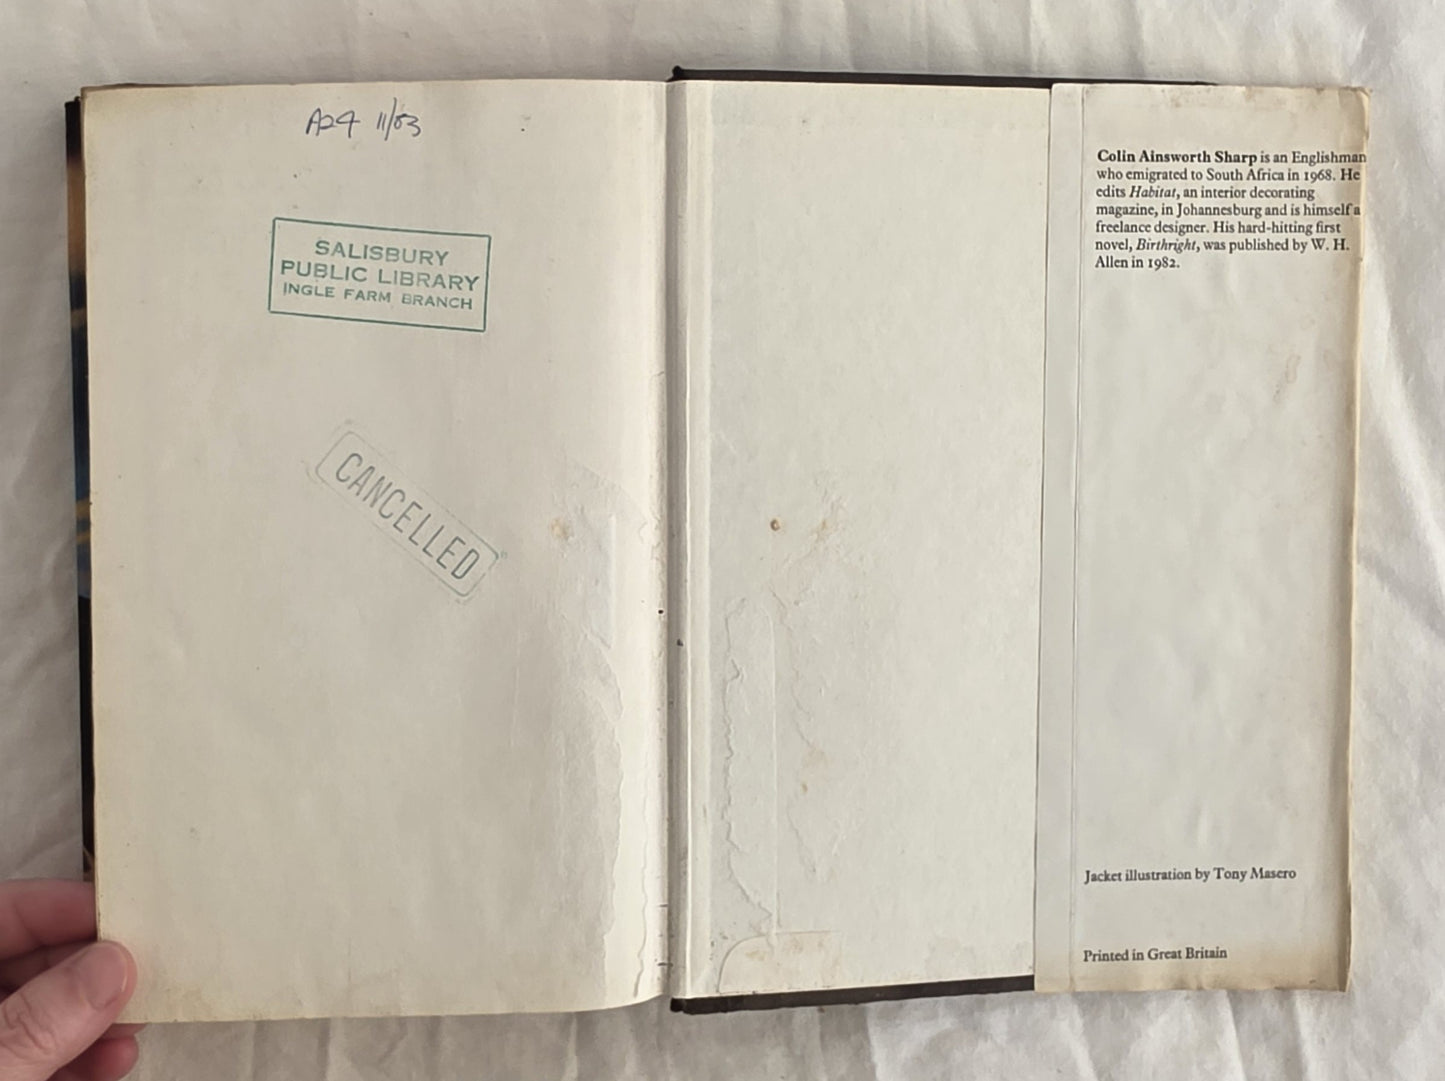 A24 11/83
SALISBURY
PUBLIC LIBRARY
INGLE FARM BRANCH
CANCELLED
Colin Ainsworth Sharp is an Englishman
who emigrated to South Africa in 1968. He
edits Habitat, an interior decorating
magazine, in Johannesburg and is himself a
freelance designer. His hard-hitting first
novel, Birthright, was published by W. H.
Allen in 1982.
Jacket illustration by Tony Masero
Printed in Great Britain